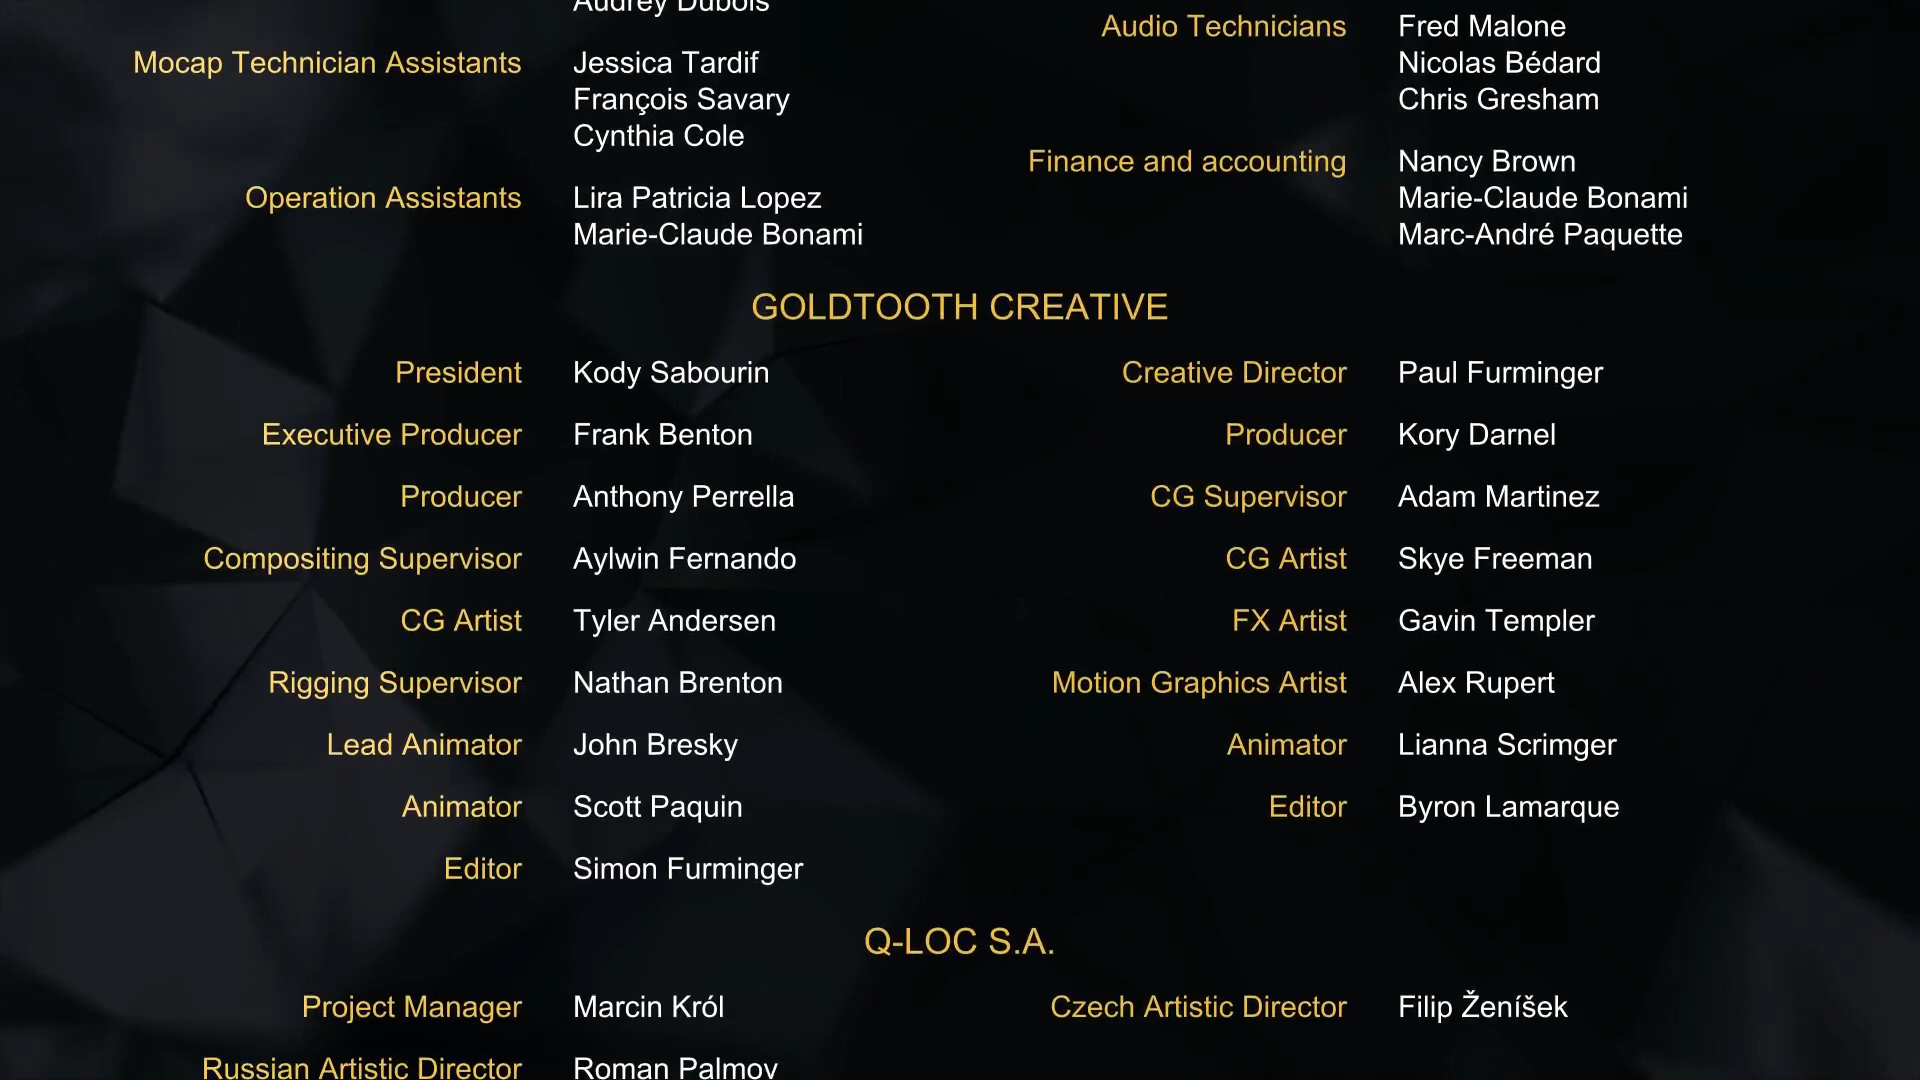 Audrey Dubois
Mocap Technician Assistants Jessica Tardif
François Savary
Cynthia Cole
Operation Assistants Lira Patricia Lopez
Marie-Claude Bonami
Audio Technicians Fred Malone
Nicolas Bédard
Chris Gresham
Finance and accounting Nancy Brown
Marie-Claude Bonami
Marc-André Paquette
GOLDTOOTH CREATIVE
President Kody Sabourin
Creative Director Paul Furminger
Executive Producer Frank Benton
Producer Kory Darnel
Producer Anthony Perrella
CG Supervisor Adam Martinez
Compositing Supervisor Aylwin Fernando
CG Artist Skye Freeman
CG Artist Tyler Andersen
FX Artist Gavin Templer
Rigging Supervisor Nathan Brenton
Motion Graphics Artist Alex Rupert
Lead Animator John Bresky
Animator Lianna Scrimger
Animator Scott Paquin
Editor Byron Lamarque
Editor Simon Furminger
Q-LOC S.A.
Project Manager Marcin Król
Czech Artistic Director Filip Ženíšek
Russian Artistic Director Roman Palmov